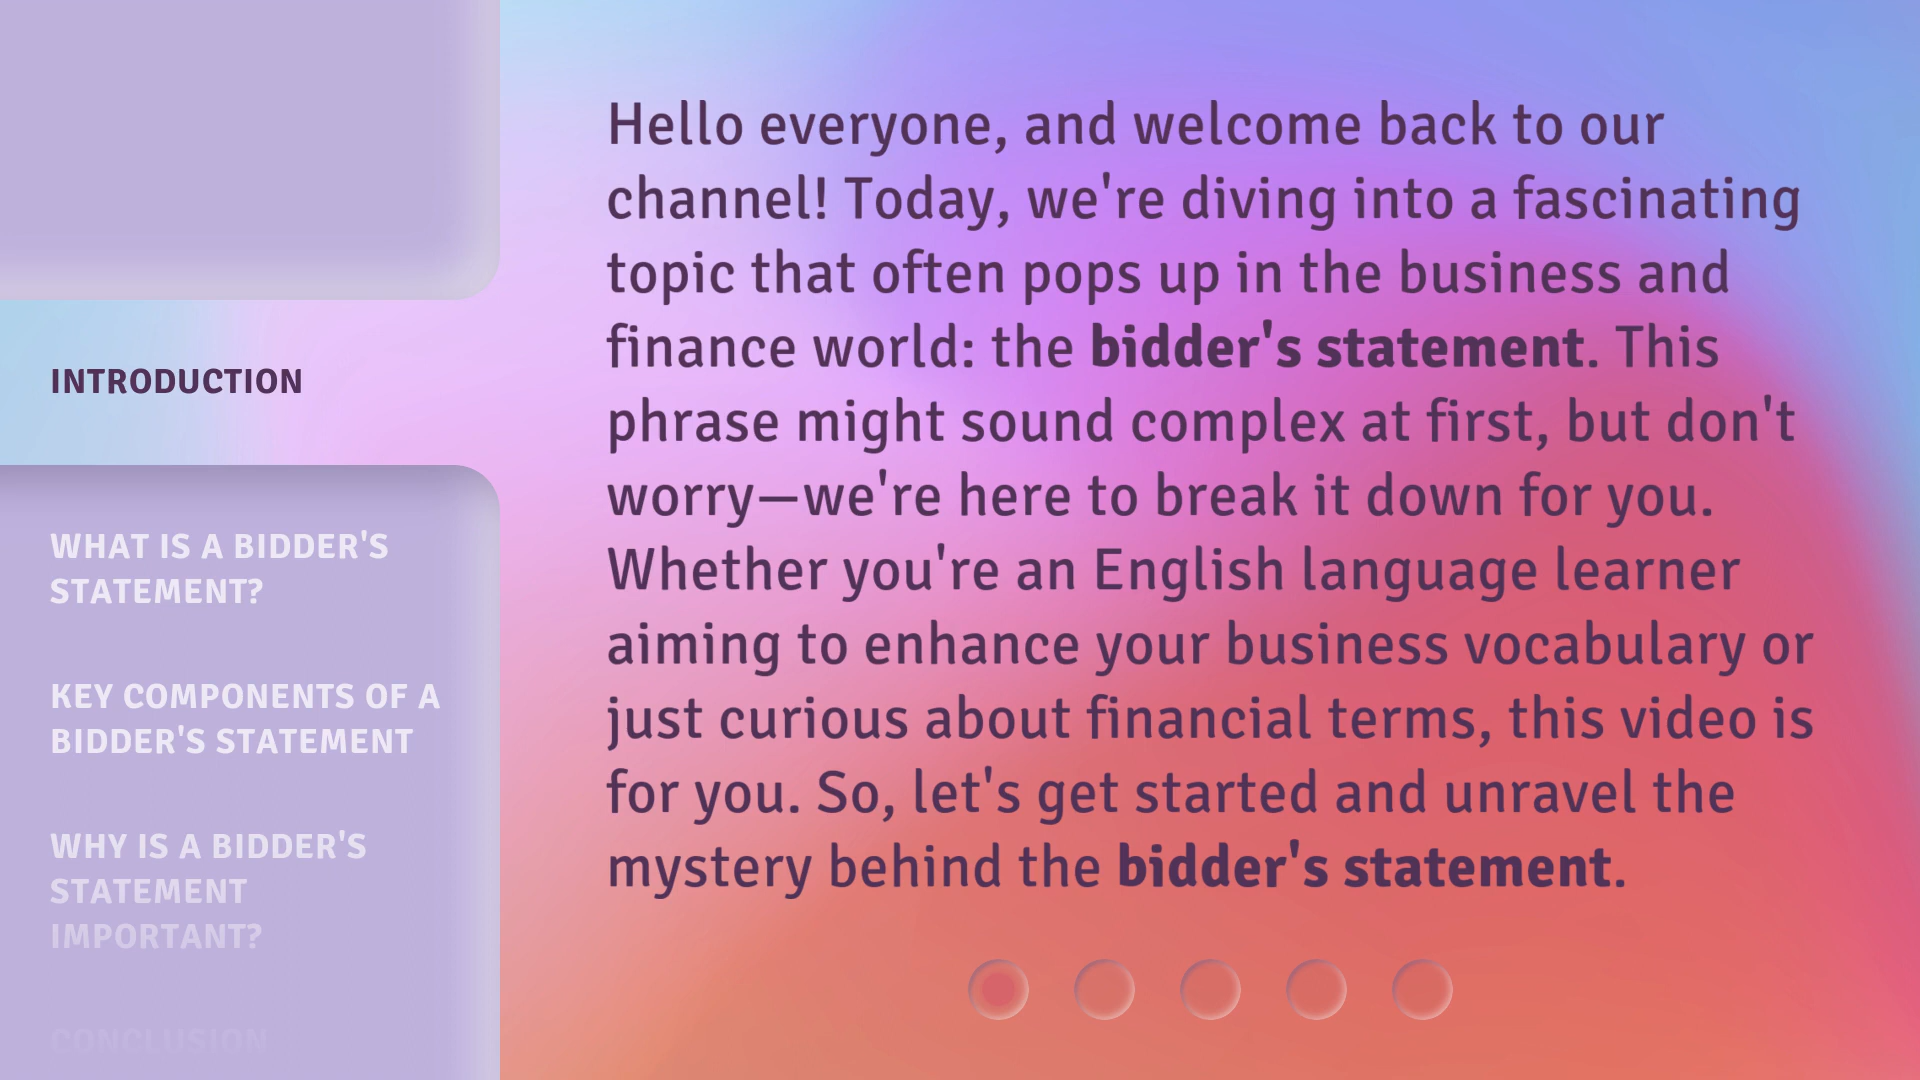 INTRODUCTION
WHAT IS A BIDDER'S
STATEMENT?
KEY COMPONENTS OF A
BIDDER'S STATEMENT
WHY IS A BIDDER'S
STATEMENT
IMPORTANT?
CONCLUSION
Hello everyone, and welcome back to our
channel! Today, we're diving into a fascinating
topic that often pops up in the business and
finance world: the bidder's statement. This
phrase might sound complex at first, but don't
worry—we're here to break it down for you.
Whether you're an English language learner
aiming to enhance your business vocabulary or
just curious about financial terms, this video is
for you. So, let's get started and unravel the
mystery behind the bidder's statement.